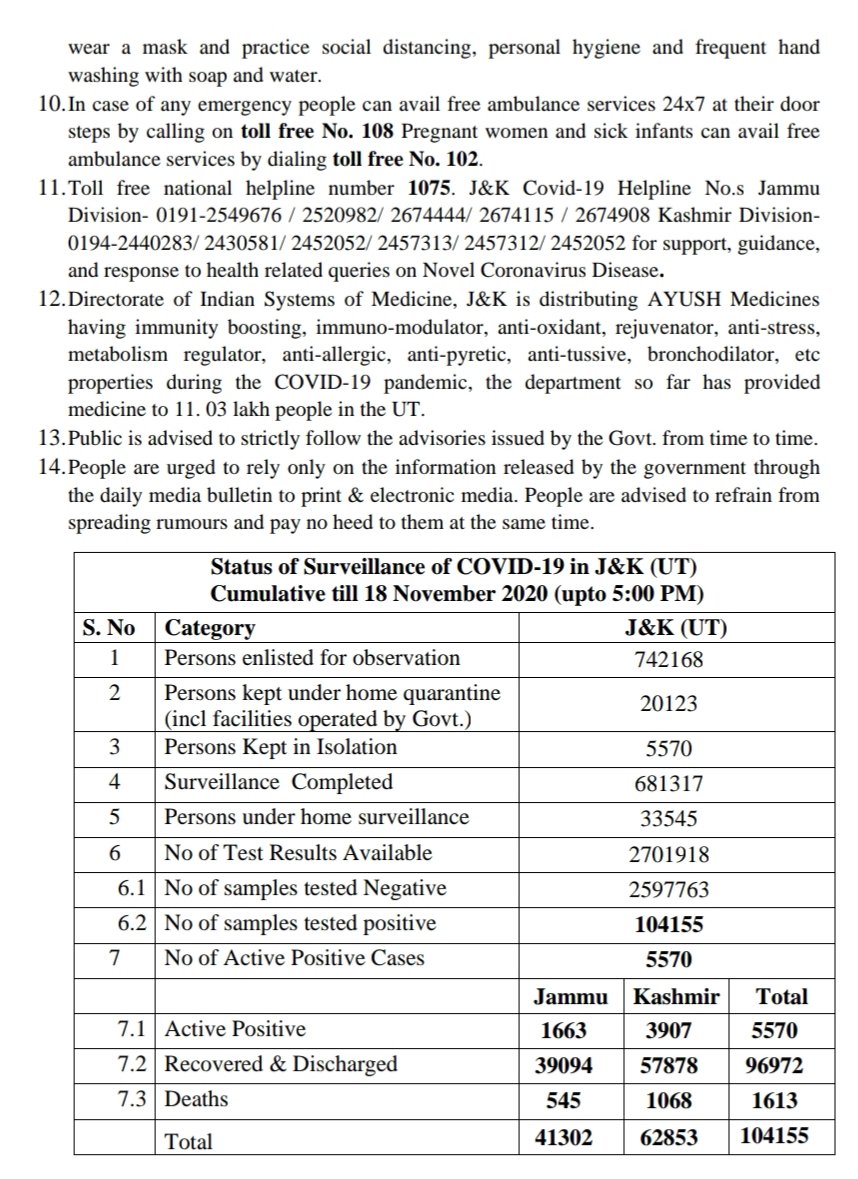 wear a mask and practice social distancing, personal hygiene and frequent hand
washing with soap and water.
10.In case of any emergency people can avail free ambulance services 24x7 at their door
steps by calling on toll free No. 108 Pregnant women and sick infants can avail free
ambulance services by dialing toll free No. 102.
11.Toll free national helpline number 1075. J&K Covid-19 Helpline No.s Jammu
Division- 0191-2549676 / 2520982/ 2674444/ 2674115 / 2674908 Kashmir Division-
0194-2440283/ 2430581/ 2452052/ 2457313/ 2457312/ 2452052 for support, guidance,
and response to health related queries on Novel Coronavirus Disease.
12.Directorate of Indian Systems of Medicine, J&K is distributing AYUSH Medicines
having immunity boosting, immuno-modulator, anti-oxidant, rejuvenator, anti-stress,
metabolism regulator, anti-allergic, anti-pyretic, anti-tussive, bronchodilator, etc
properties during the COVID-19 pandemic, the department so far has provided
medicine to 11. 03 lakh people in the UT.
13.Public is advised to strictly follow the advisories issued by the Govt. from time to time.
14.People are urged to rely only on the information released by the government through
the daily media bulletin to print & electronic media. People are advised to refrain from
spreading rumours and pay no heed to them at the same time.
Status of Surveillance of COVID-19 in J&K (UT)
Cumulative till 18 November 2020 (upto 5:00 PM)
S. No Category J&K (UT)
1 Persons enlisted for observation 742168
2 Persons kept under home quarantine
(incl facilities operated by Govt.) 20123
3 Persons Kept in Isolation 5570
4 Surveillance Completed 681317
5 Persons under home surveillance 33545
6 No of Test Results Available 2701918
6.1 No of samples tested Negative 2597763
6.2 No of samples tested positive 104155
7 No of Active Positive Cases 5570
Jammu Kashmir Total
7.1 Active Positive 1663 3907 5570
7.2 Recovered & Discharged 39094 57878 96972
7.3 Deaths 545 1068 1613
Total 41302 62853 104155